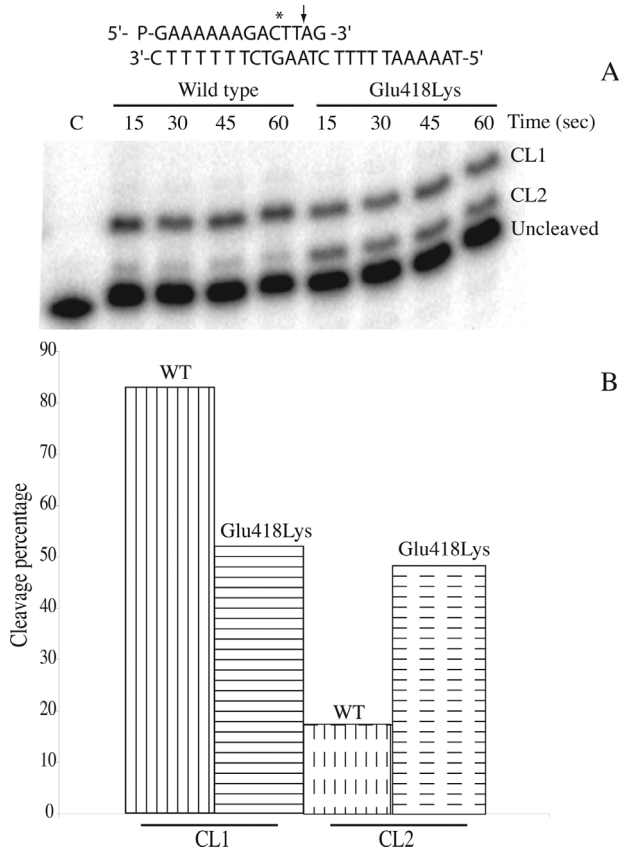 * ↓
5'- P-GAAAAAAGACTTAG -3'
3'-C T T T T T T CTGAATC TTTT TAAAAAT-5'
A
Wild type Glu418Lys
C 15 30 45 60 15 30 45 60 Time (sec)
CL1
CL2
Uncleaved
90
B
WT
80
70
60
Cleavage percentage
Glu418Lys
50
Glu418Lys
40
30
20
WT
10
0
CL1 CL2